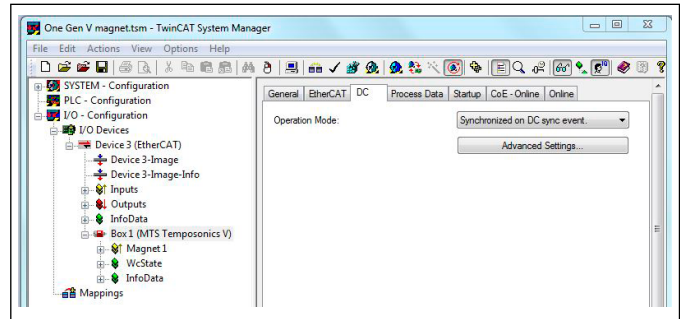 One Gen V magnet.tsm - TwinCAT System Manager
File Edit Actions View Options Help
SYSTEM - Configuration
PLC - Configuration
I/O - Configuration
I/O Devices
Device 3 (EtherCAT)
Device 3-Image
Device 3-Image-Info
Inputs
Outputs
InfoData
Box 1 (MTS Temposonics V)
Magnet 1
WcState
InfoData
Mappings
General EtherCAT DC Process Data Startup CoE - Online Online
Operation Mode: Synchronized on DC sync event.
Advanced Settings...